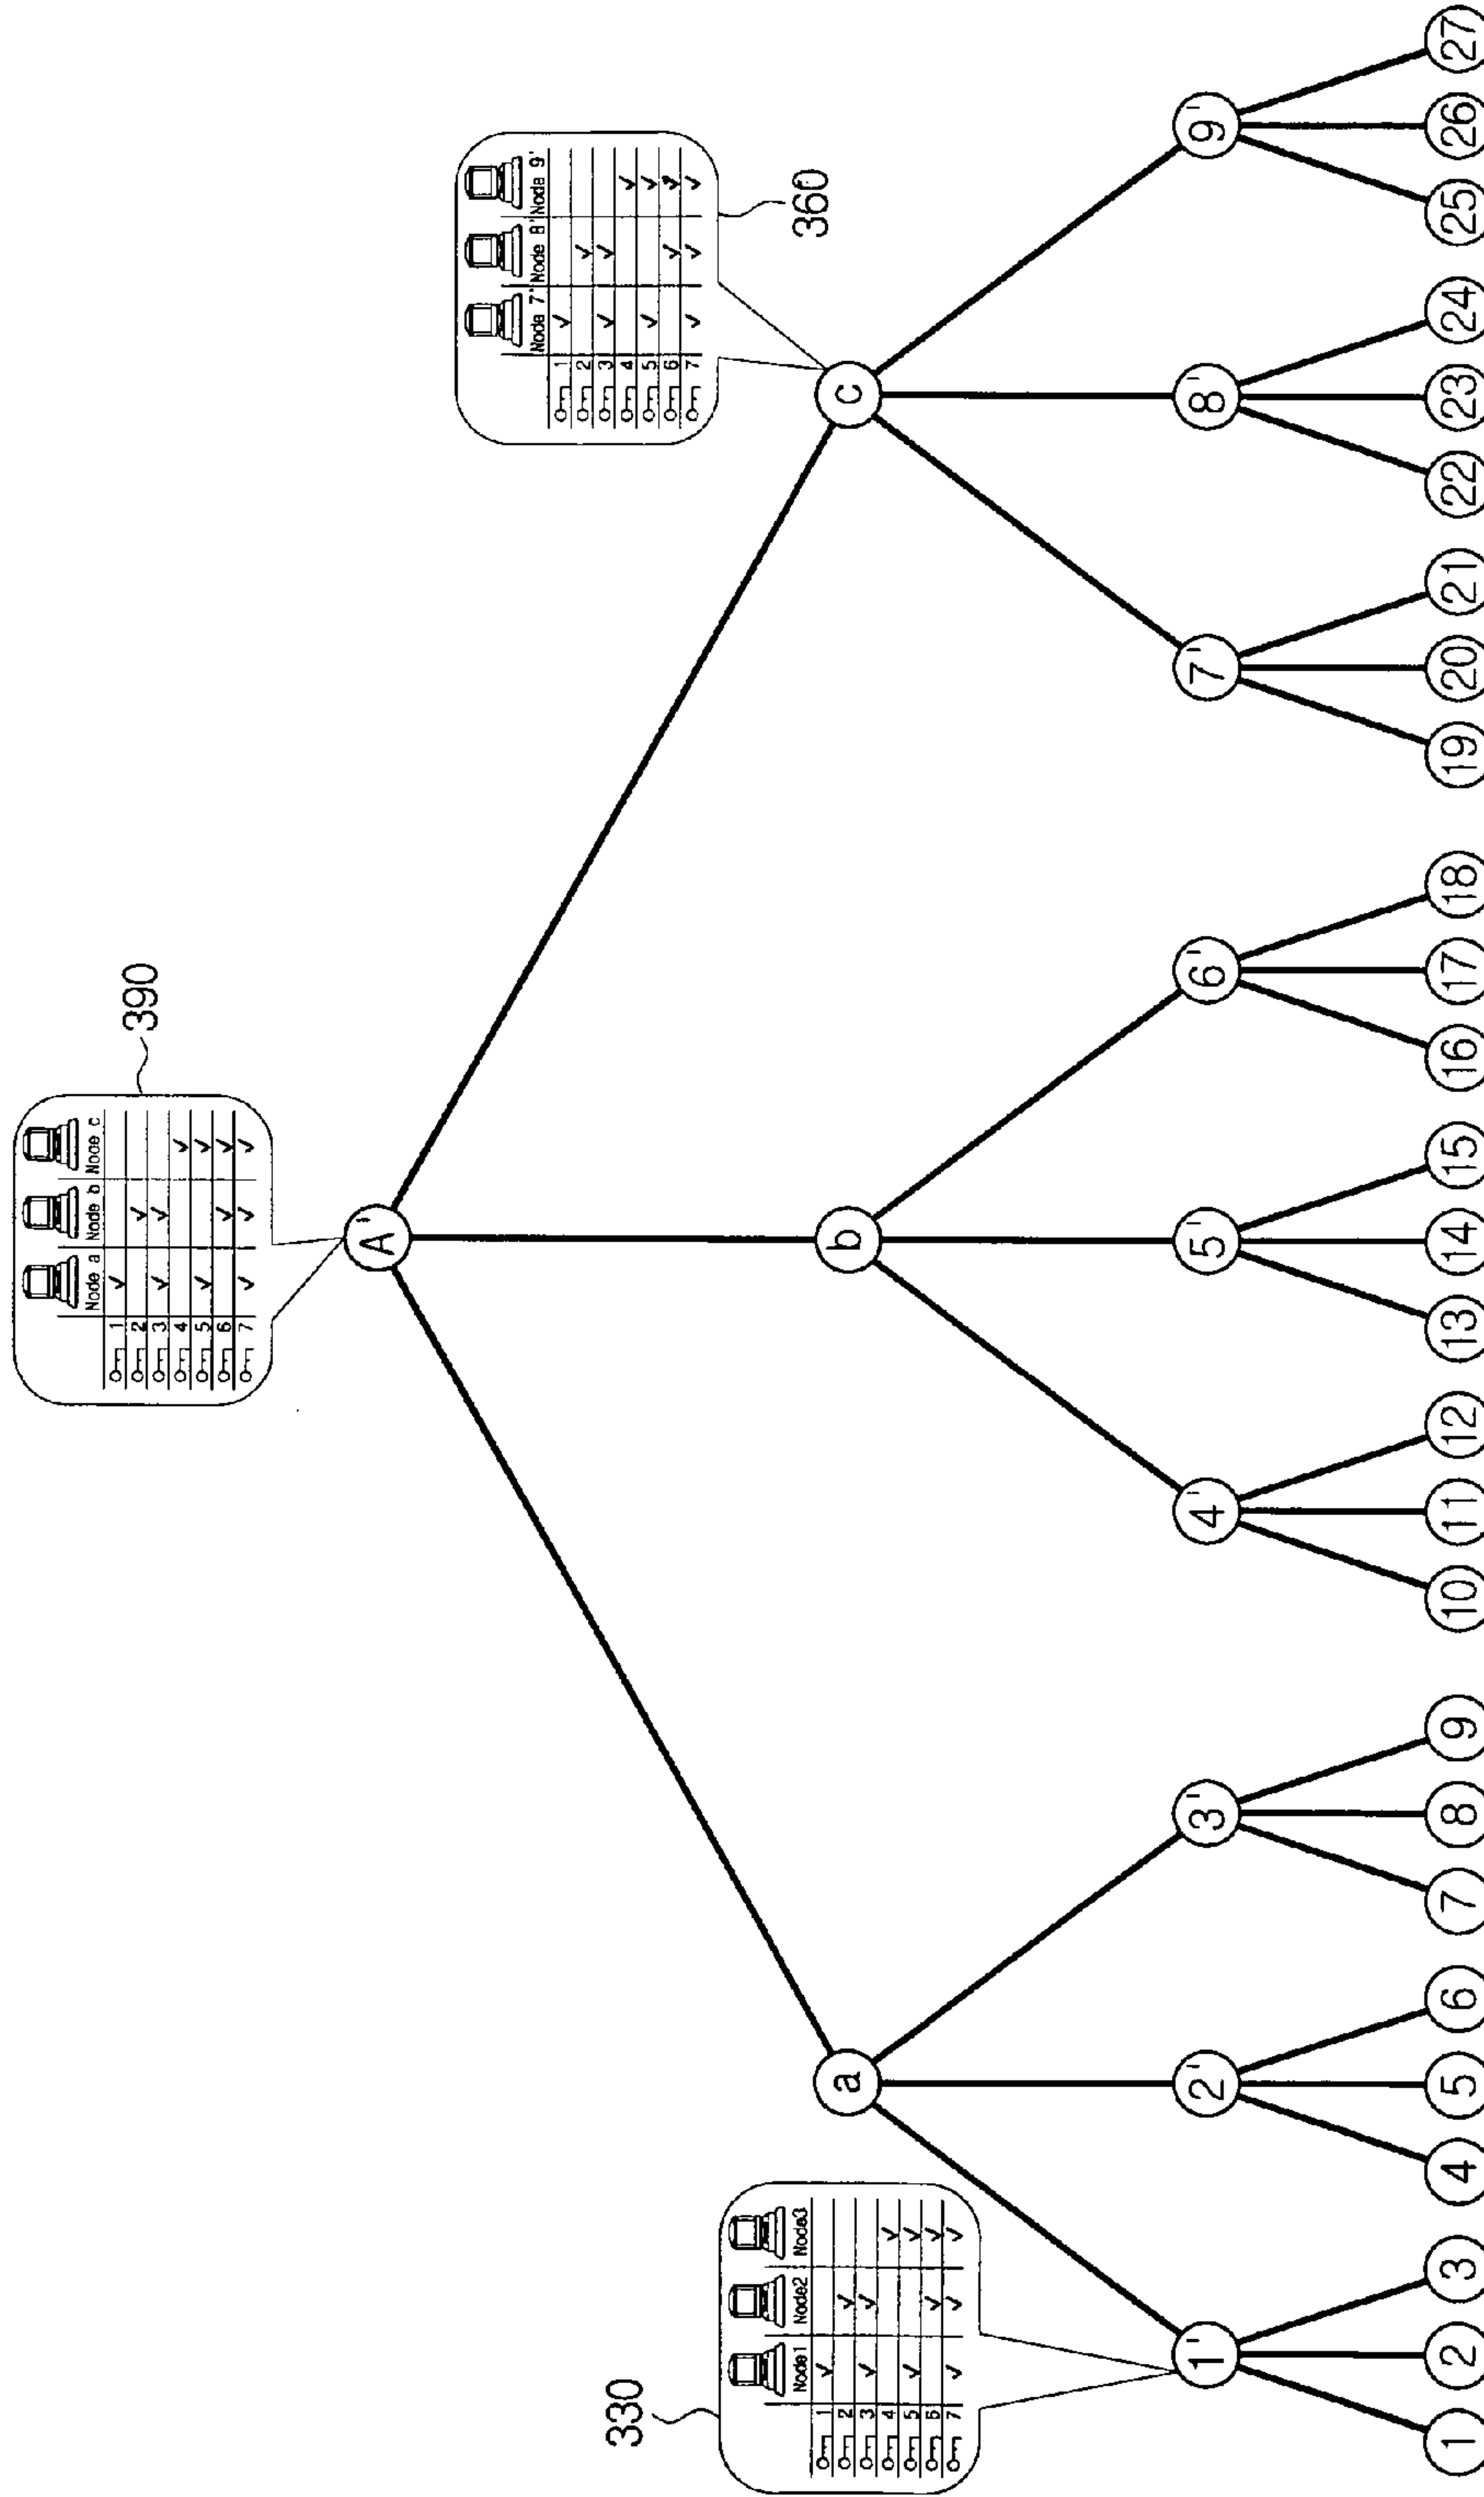 390
Node a Node b Node c
1 ✓ ✓
2 ✓
3 ✓ ✓
4 ✓
5 ✓ ✓
6 ✓ ✓
7 ✓ ✓ ✓
Node 7' Node 8' Node 9'
1 ✓
2 ✓
3 ✓ ✓
4 ✓
5 ✓ ✓
6 ✓ ✓
7 ✓ ✓ ✓
360
330
Node1 Node2 Node3
1 ✓
2 ✓
3 ✓ ✓
4 ✓
5 ✓ ✓
6 ✓ ✓
7 ✓ ✓ ✓
A'
a b c
1' 2' 3' 4' 5' 6' 7' 8' 9'
1 2 3 4 5 6 7 8 9 10 11 12 13 14 15 16 17 18 19 20 21 22 23 24 25 26 27